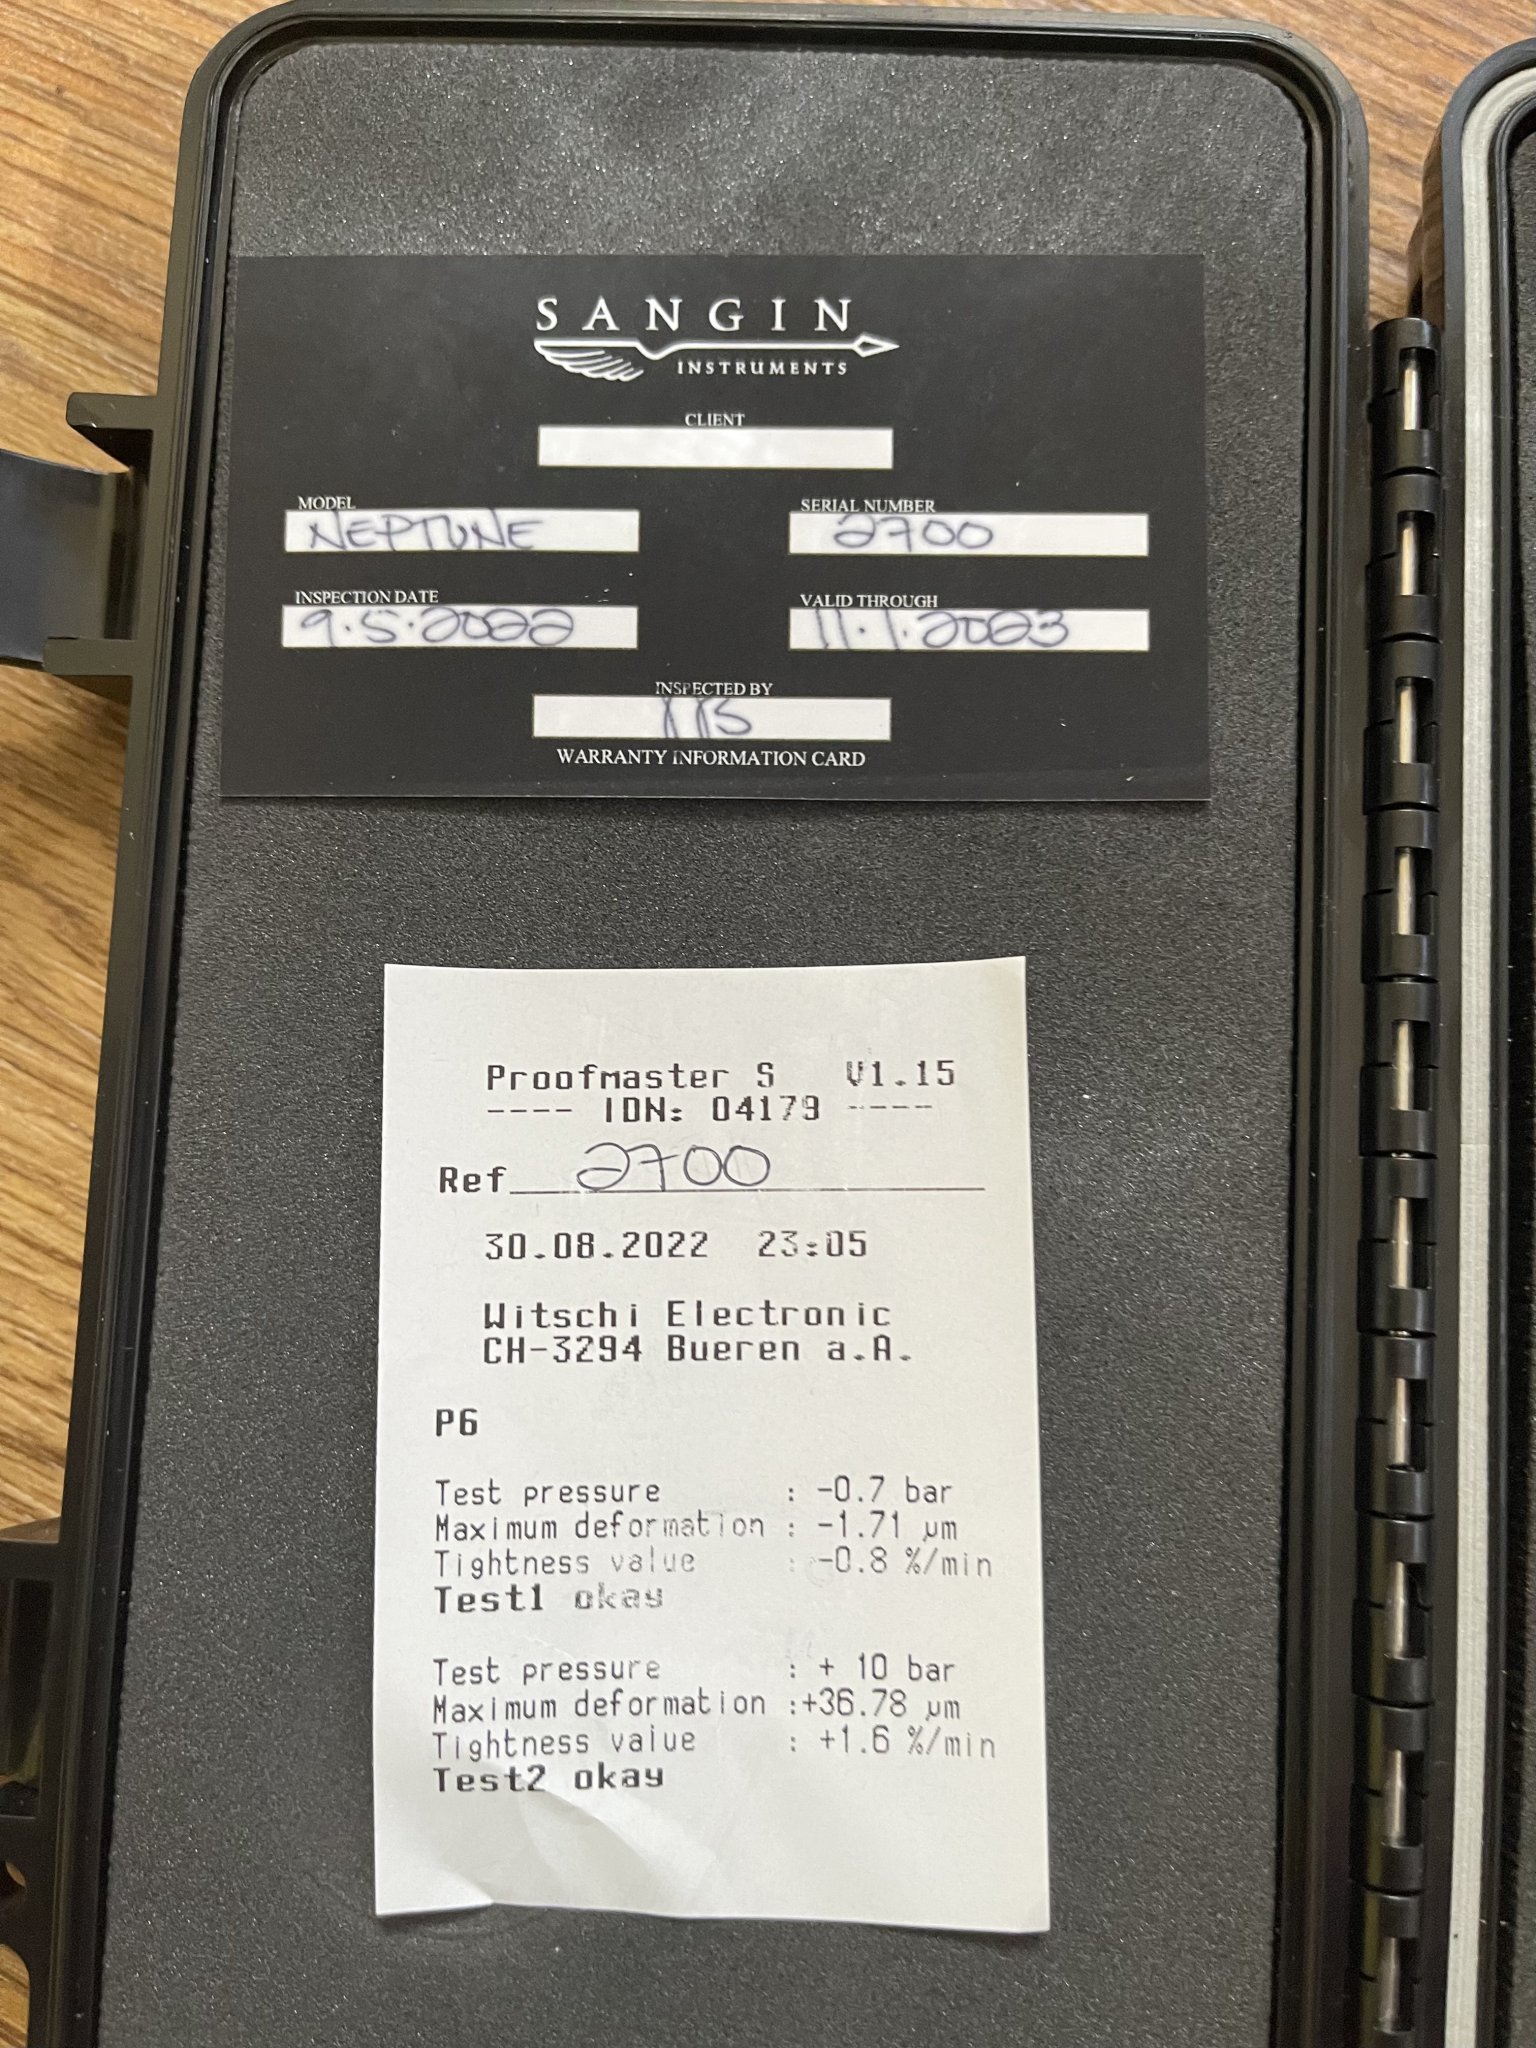 SANGIN
INSTRUMENTS
CLIENT
MODEL
NEPTUNE
SERIAL NUMBER
2700
INSPECTION DATE
9.5.2022
VALID THROUGH
11.1.2023
INSPECTED BY
WARRANTY INFORMATION CARD
Proofmaster S V1.15
---- IDN: 04179 ----
Ref 2700
30.08.2022 23:05
Witschi Electronic
CH-3294 Bueren a.A.
P6
Test pressure : -0.7 bar
Maximum deformation : -1.71 µm
Tightness value : -0.8 %/min
Test1 okay
Test pressure : + 10 bar
Maximum deformation :+36.78 µm
Tightness value : +1.6 %/min
Test2 okay